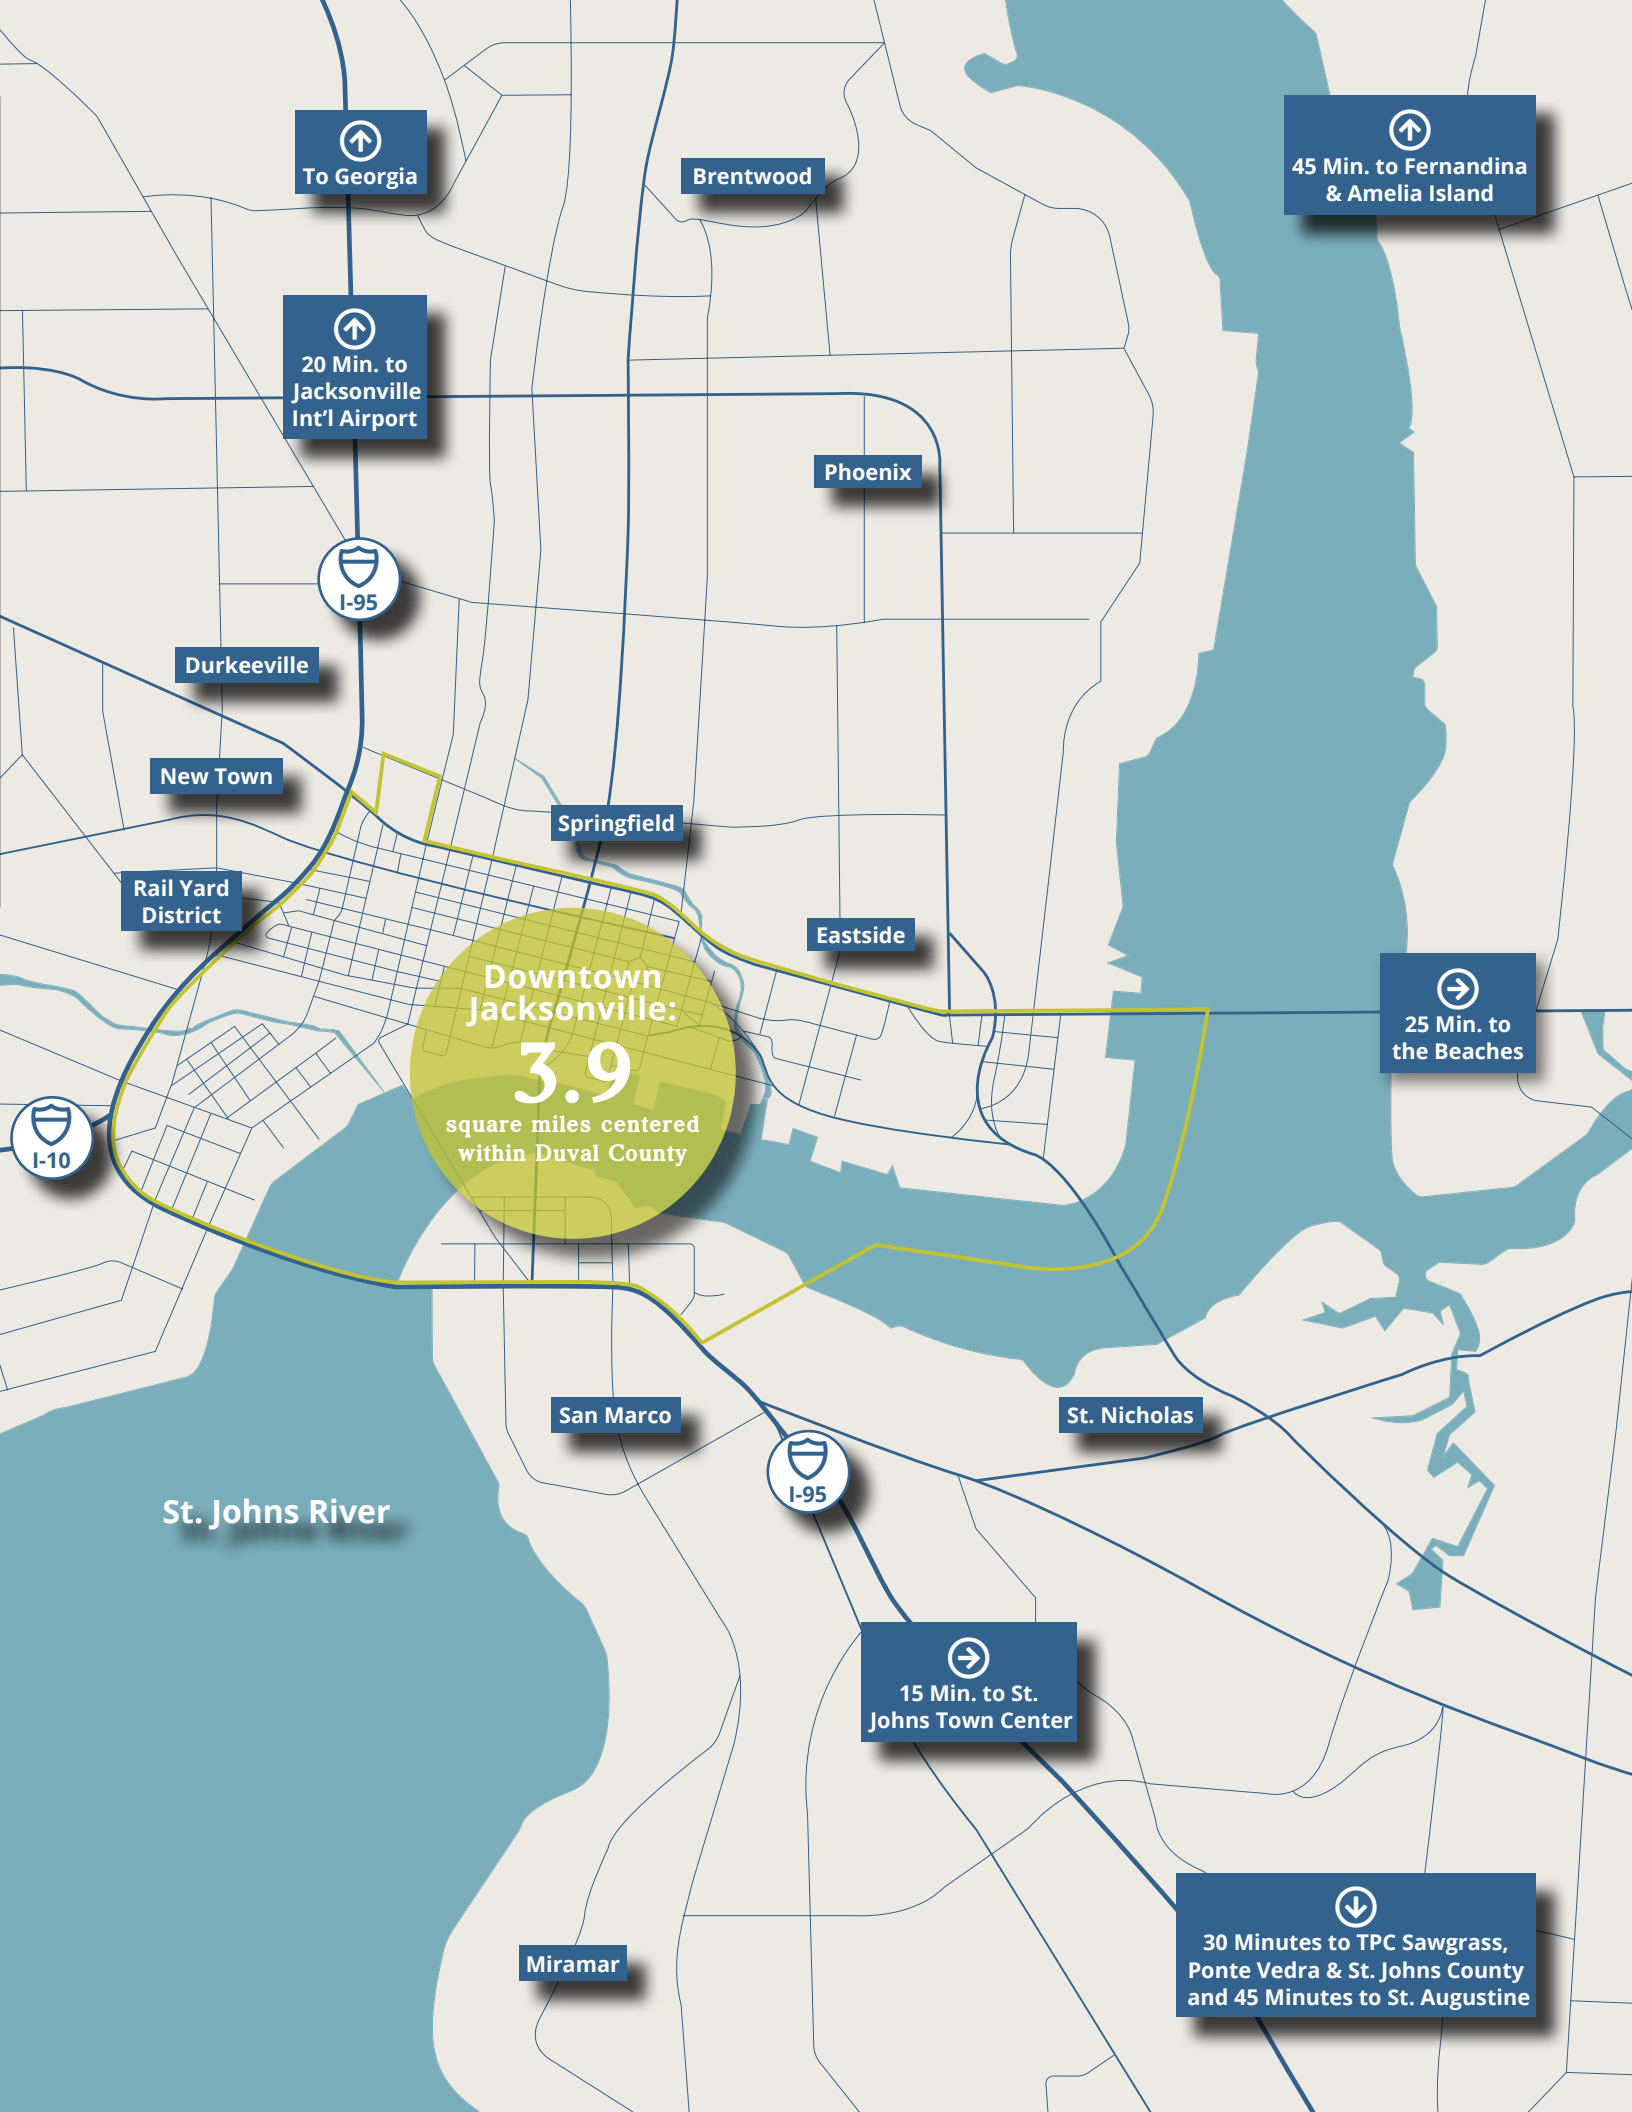 To Georgia
Brentwood
45 Min. to Fernandina
& Amelia Island
20 Min. to
Jacksonville
Int'l Airport
Phoenix
I-95
Durkeeville
New Town
Springfield
Rail Yard
District
Eastside
Downtown
Jacksonville:
3.9
square miles centered
within Duval County
25 Min. to
the Beaches
I-10
San Marco
St. Nicholas
I-95
St. Johns River
15 Min. to St.
Johns Town Center
30 Minutes to TPC Sawgrass,
Ponte Vedra & St. Johns County
and 45 Minutes to St. Augustine
Miramar